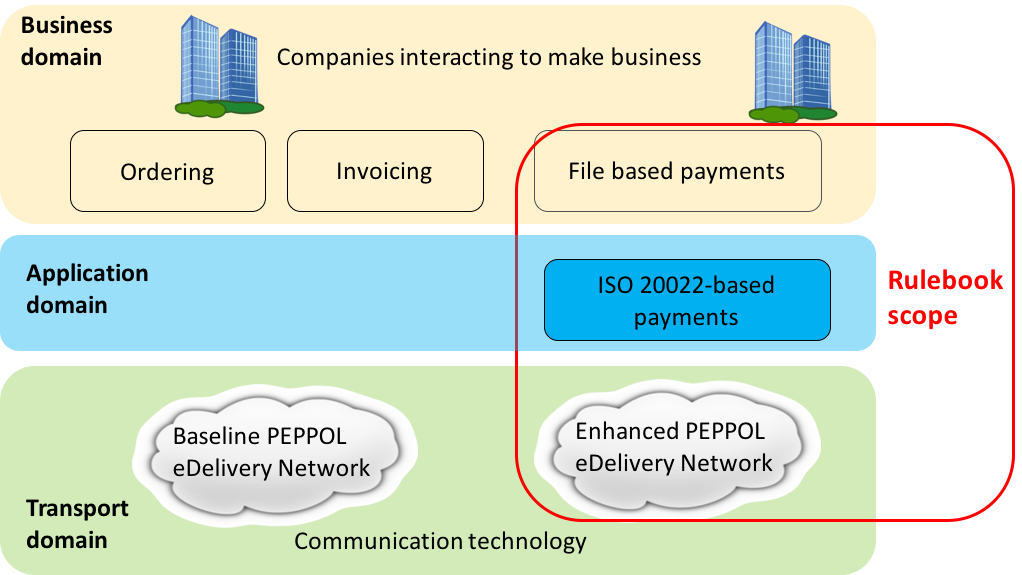 Business
domain
Companies interacting to make business
Ordering
Invoicing
File based payments
Application
domain
ISO 20022-based
payments
Rulebook
scope
Baseline PEPPOL
eDelivery Network
Enhanced PEPPOL
eDelivery Network
Transport
domain
Communication technology